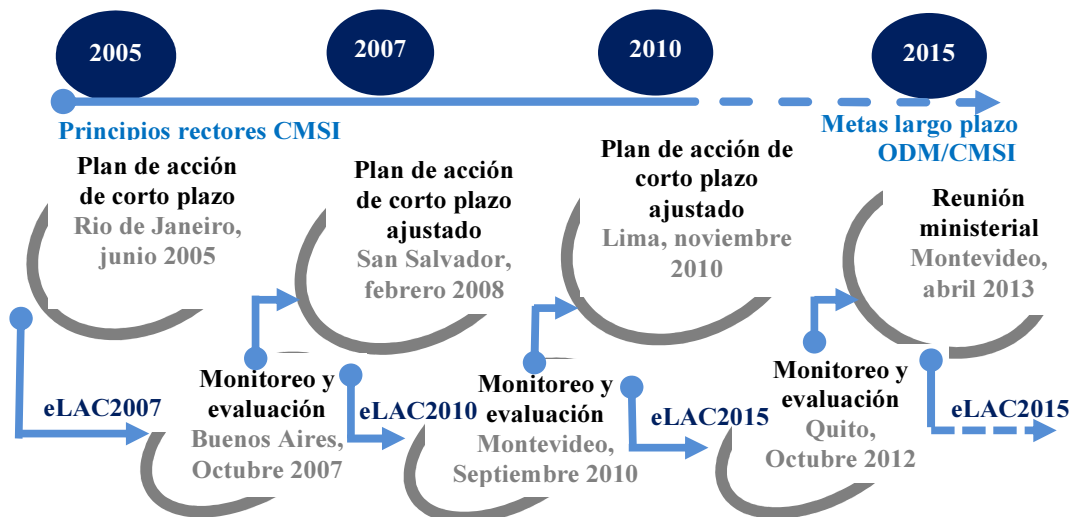 2005
2007
2010
2015
Principios rectores CMSI
Metas largo plazo
ODM/CMSI
Plan de acción
de corto plazo
Rio de Janeiro,
junio 2005
Plan de acción
de corto plazo
ajustado
San Salvador,
febrero 2008
Plan de acción de
corto plazo
ajustado
Lima, noviembre
2010
Reunión
ministerial
Montevideo,
abril 2013
eLAC2007
Monitoreo y
evaluación
Buenos Aires,
Octubre 2007
eLAC2010
Monitoreo y
evaluación
Montevideo,
Septiembre 2010
eLAC2015
Monitoreo y
evaluación
Quito,
Octubre 2012
eLAC2015